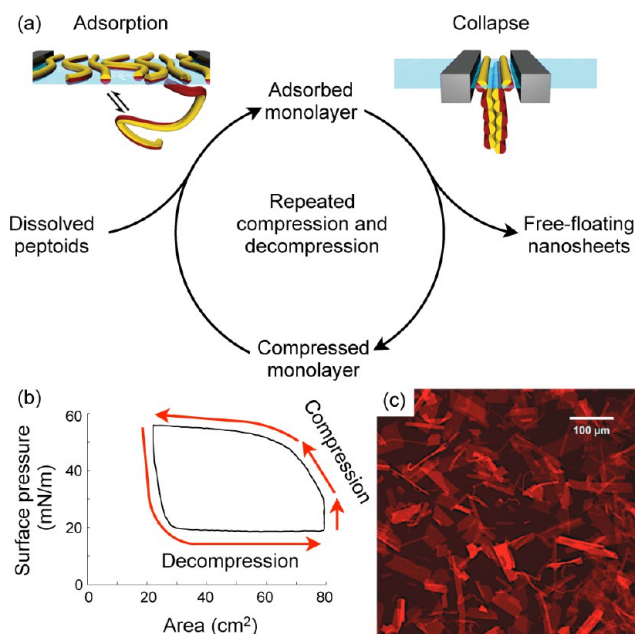 (a) Adsorption
Collapse
Adsorbed
monolayer
Dissolved
peptoids
Repeated
compression and
decompression
Free-floating
nanosheets
Compressed
monolayer
(b)
Surface pressure
(mN/m)
60
40
20
0
Compression
Decompression
0 20 40 60 80
Area (cm²)
(c)
100 µm